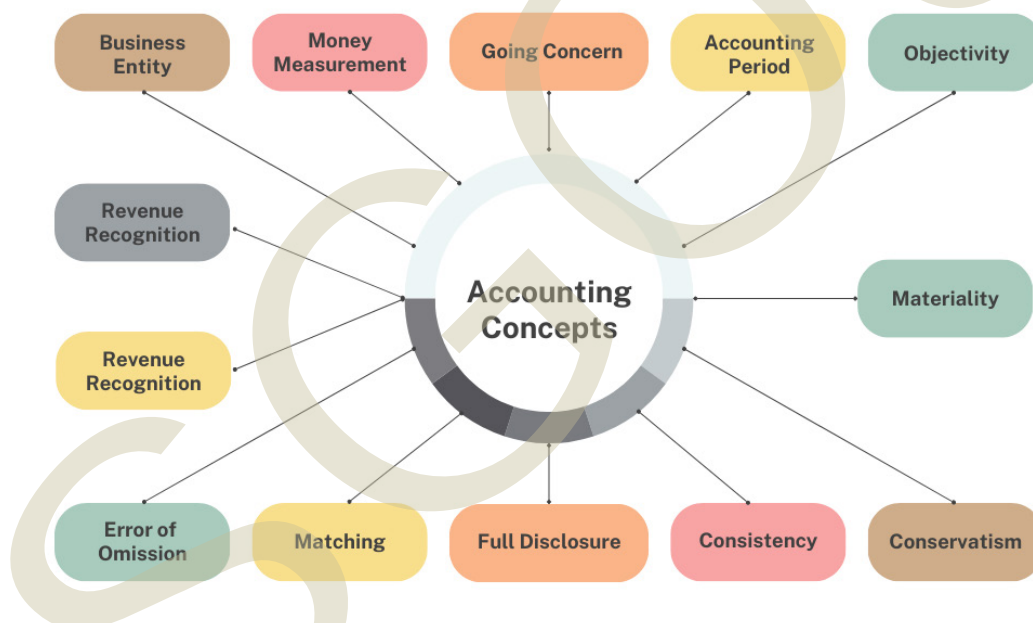 Business
Entity
Money
Measurement
Going Concern
Accounting
Period
Objectivity
Revenue
Recognition
Accounting
Concepts
Materiality
Revenue
Recognition
Error of
Omission
Matching
Full Disclosure
Consistency
Conservatism